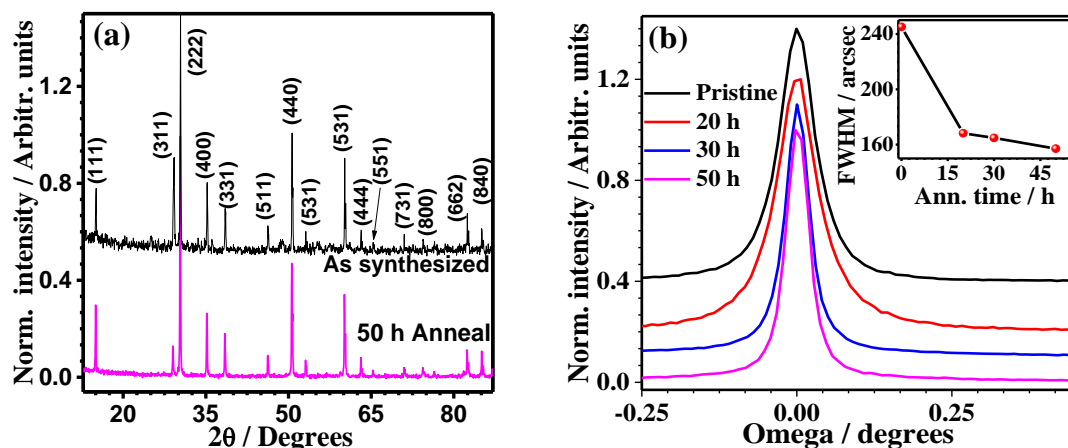 (a)
Norm. intensity / Arbitr. units
1.2
0.4
0.0
(111)
(311)
(222)
(400)
(331)
(511)
(440)
(531)
(531)
(444)
(551)
(731)
(800)
(662)
(840)
As synthesized
50 h Anneal
20
35
50
65
80
2θ / Degrees
(b)
Norm. intensity / Arbitr. units
1.2
0.8
0.4
0.0
Pristine
20 h
30 h
50 h
-0.25
0.00
0.25
Omega / degrees
FWHM / arcsec
240
200
160
0
15
30
45
Ann. time / h